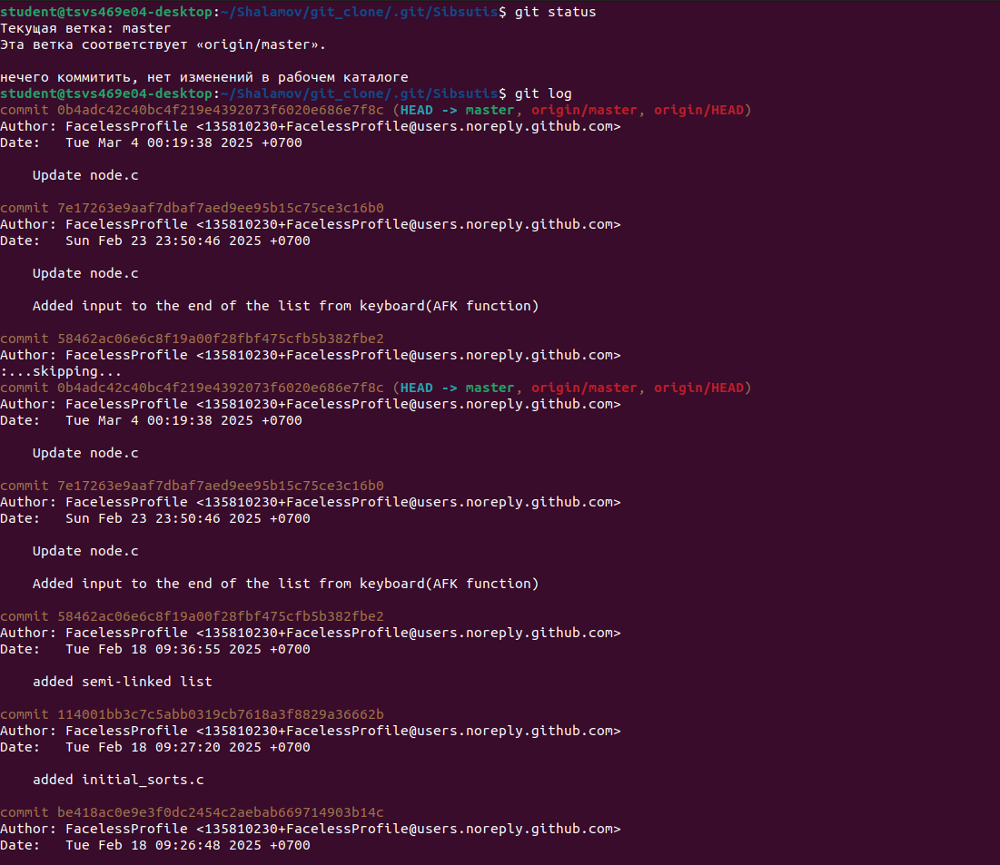 student@tsvs469e04-desktop:~/Shalamov/git_clone/.git/Sibsutis$ git status
Текущая ветка: master
Эта ветка соответствует «origin/master».
нечего коммитить, нет изменений в рабочем каталоге
student@tsvs469e04-desktop:~/Shalamov/git_clone/.git/Sibsutis$ git log
commit 0b4adc42c40bc4f219e4392073f6020e686e7f8c (HEAD -> master, origin/master, origin/HEAD)
Author: FacelessProfile <135810230+FacelessProfile@users.noreply.github.com>
Date:   Tue Mar 4 00:19:38 2025 +0700
    Update node.c
commit 7e17263e9aaf7dbaf7aed9ee95b15c75ce3c16b0
Author: FacelessProfile <135810230+FacelessProfile@users.noreply.github.com>
Date:   Sun Feb 23 23:50:46 2025 +0700
    Update node.c
    Added input to the end of the list from keyboard(AFK function)
commit 58462ac06e6c8f19a00f28fbf475cfb5b382fbe2
Author: FacelessProfile <135810230+FacelessProfile@users.noreply.github.com>
:...skipping...
commit 0b4adc42c40bc4f219e4392073f6020e686e7f8c (HEAD -> master, origin/master, origin/HEAD)
Author: FacelessProfile <135810230+FacelessProfile@users.noreply.github.com>
Date:   Tue Mar 4 00:19:38 2025 +0700
    Update node.c
commit 7e17263e9aaf7dbaf7aed9ee95b15c75ce3c16b0
Author: FacelessProfile <135810230+FacelessProfile@users.noreply.github.com>
Date:   Sun Feb 23 23:50:46 2025 +0700
    Update node.c
    Added input to the end of the list from keyboard(AFK function)
commit 58462ac06e6c8f19a00f28fbf475cfb5b382fbe2
Author: FacelessProfile <135810230+FacelessProfile@users.noreply.github.com>
Date:   Tue Feb 18 09:36:55 2025 +0700
    added semi-linked list
commit 114001bb3c7c5abb0319cb7618a3f8829a36662b
Author: FacelessProfile <135810230+FacelessProfile@users.noreply.github.com>
Date:   Tue Feb 18 09:27:20 2025 +0700
    added initial_sorts.c
commit be418ac0e9e3f0dc2454c2aebab669714903b14c
Author: FacelessProfile <135810230+FacelessProfile@users.noreply.github.com>
Date:   Tue Feb 18 09:26:48 2025 +0700